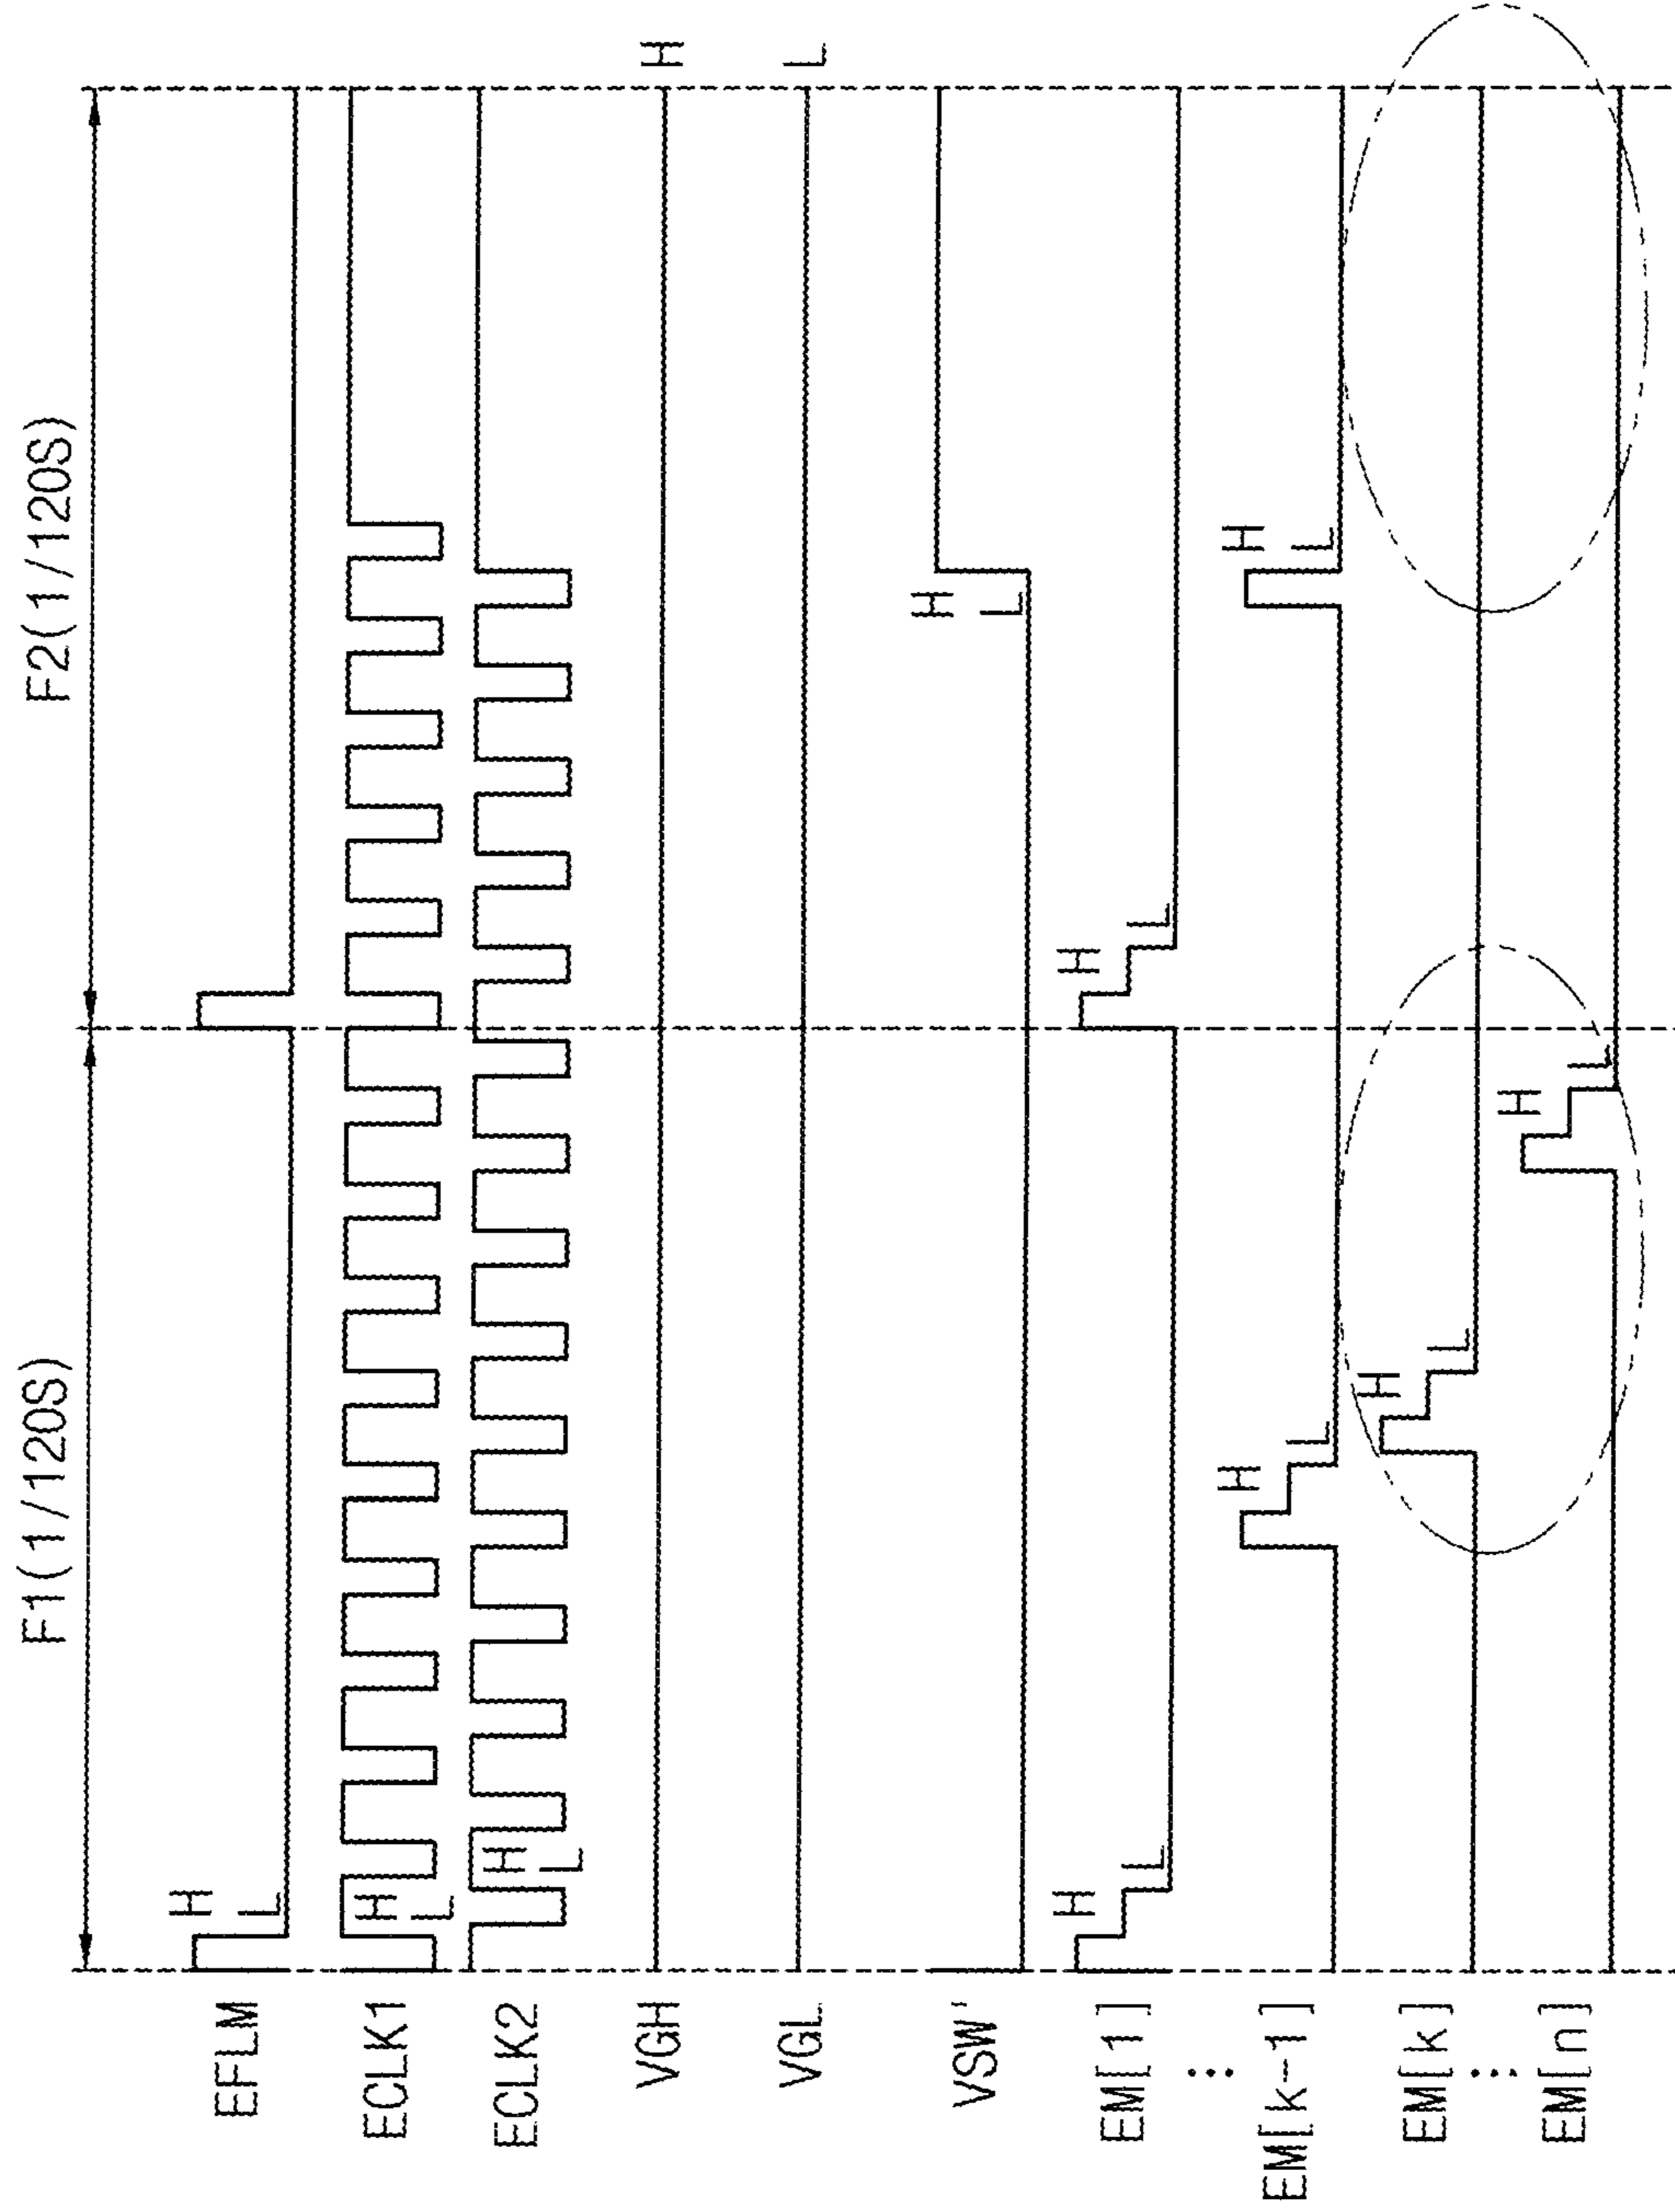 F1(1/120S) F2(1/120S)
EFLM H L
ECLK1 H L
ECLK2 H L
VGH H
VGL L
VSW' H L
EM[1] H L H L
⋮
EM[k-1] H L H L
EM[k] H L
⋮
EM[n] H L